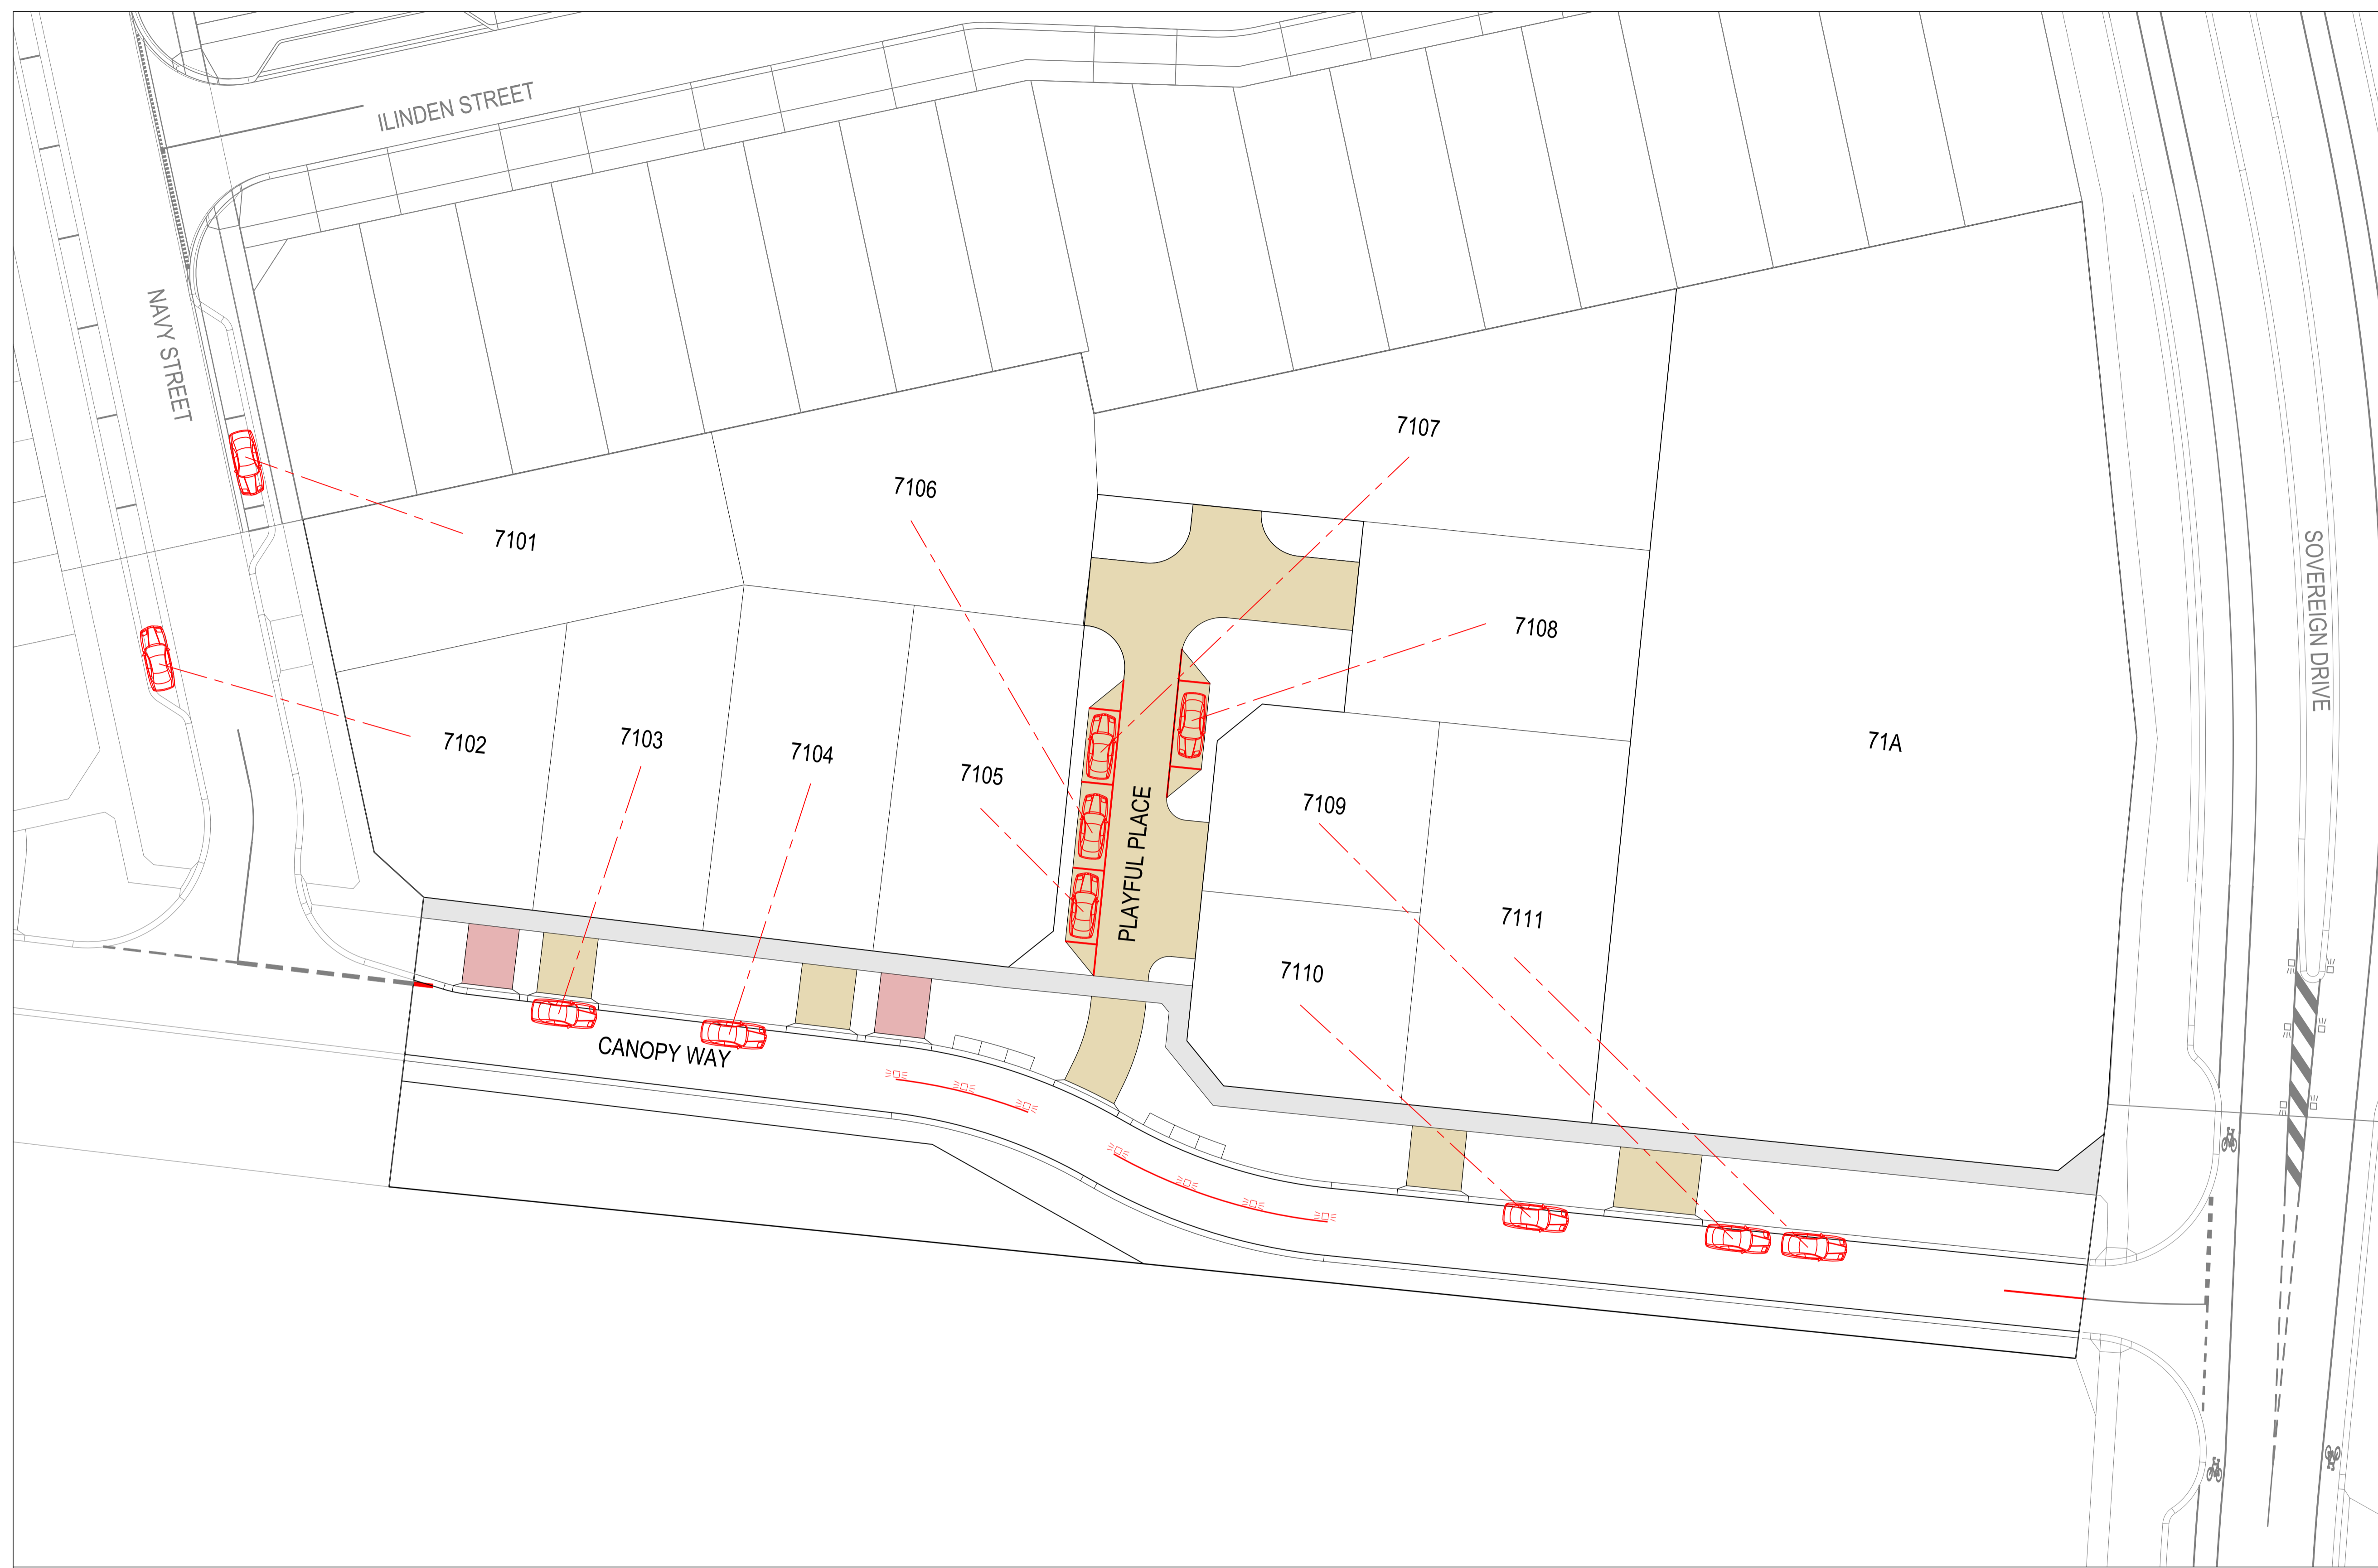 ILINDEN STREET
NAVY STREET
7107
7106
7101
SOVEREIGN DRIVE
7108
7102
7103
7104
7105
71A
7109
PLAYFUL PLACE
7111
7110
CANOPY WAY